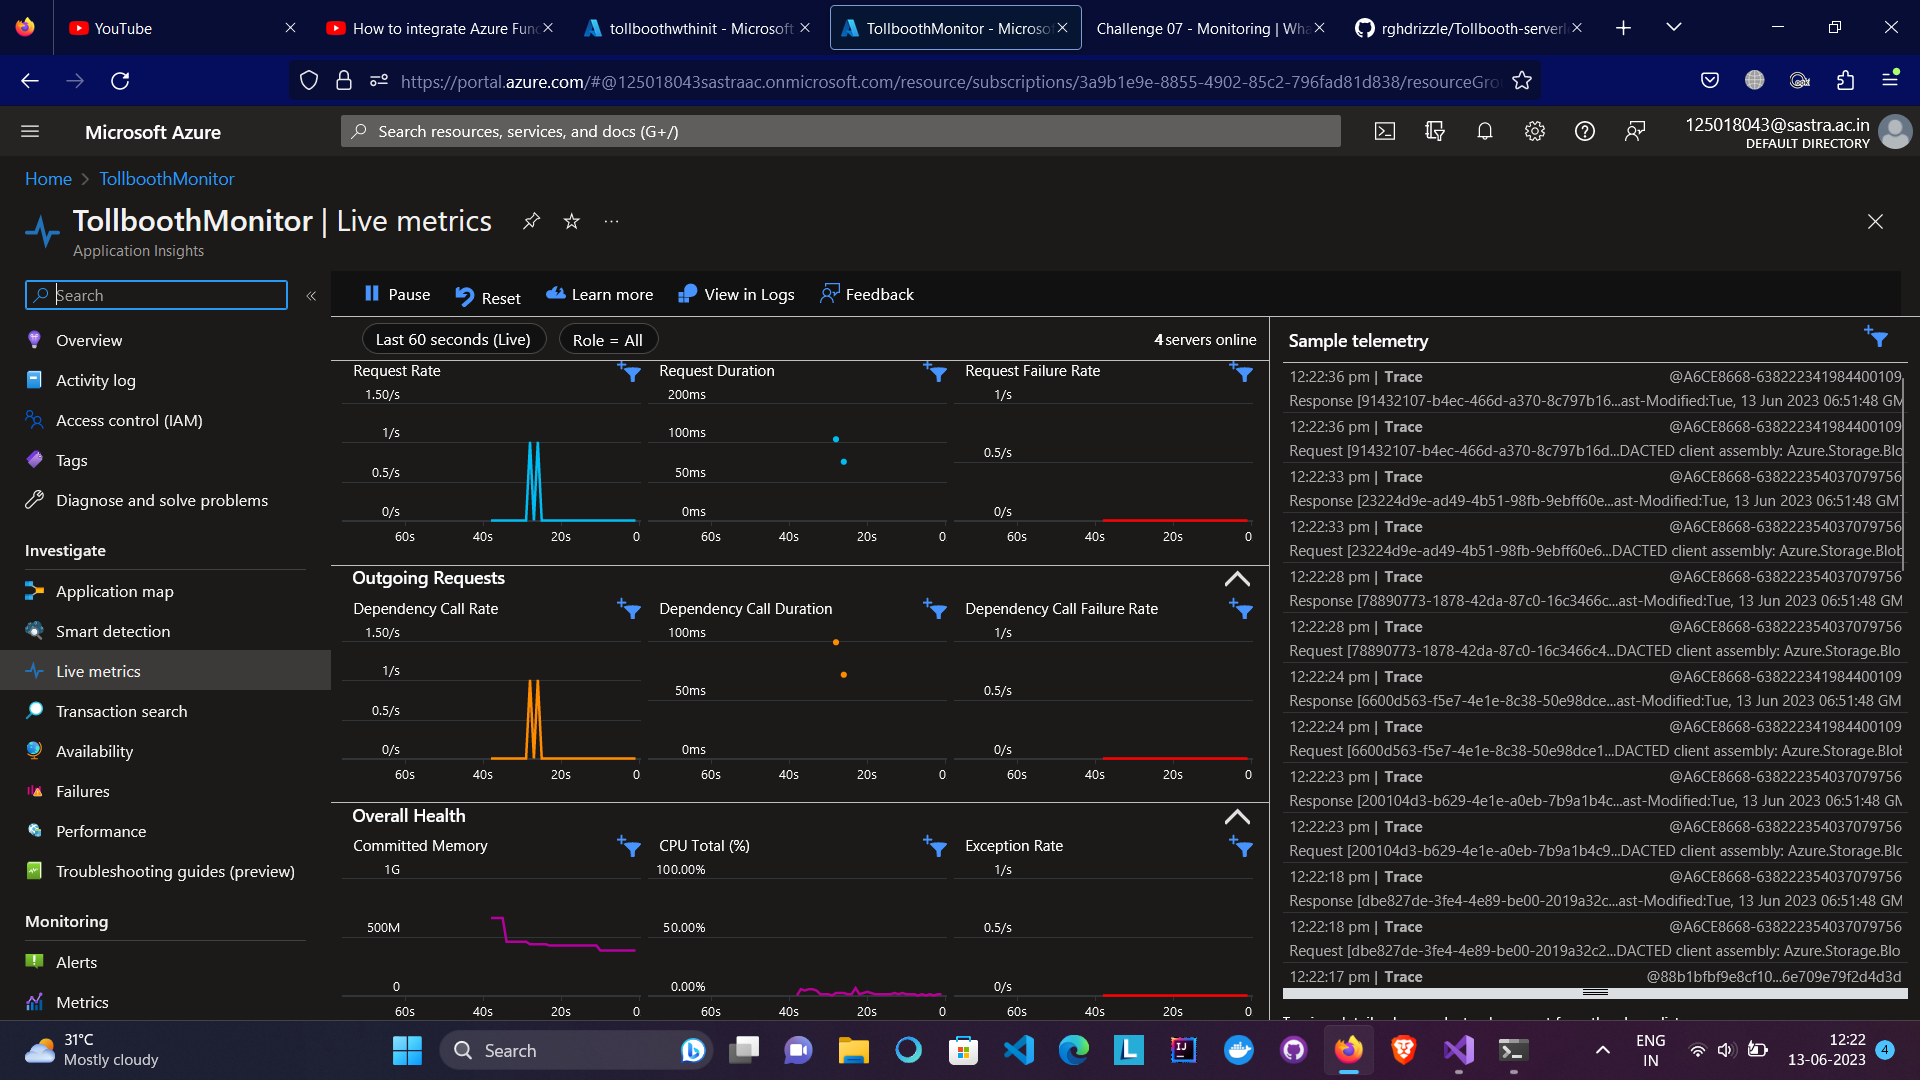 YouTube
How to integrate Azure Func
tollboothwthinit - Microsoft
TollboothMonitor - Microsof
Challenge 07 - Monitoring | Wha
rghdrizzle/Tollbooth-serverl
https://portal.azure.com/#@125018043sastraac.onmicrosoft.com/resource/subscriptions/3a9b1e9e-8855-4902-85c2-796fad81d838/resourceGro
Microsoft Azure
Search resources, services, and docs (G+/)
125018043@sastra.ac.in
DEFAULT DIRECTORY
Home > TollboothMonitor
TollboothMonitor | Live metrics
Application Insights
Search
Overview
Activity log
Access control (IAM)
Tags
Diagnose and solve problems
Investigate
Application map
Smart detection
Live metrics
Transaction search
Availability
Failures
Performance
Troubleshooting guides (preview)
Monitoring
Alerts
Metrics
Pause
Reset
Learn more
View in Logs
Feedback
Last 60 seconds (Live)
Role = All
4 servers online
Request Rate
1.50/s
1/s
0.5/s
0/s
60s 40s 20s 0
Request Duration
200ms
100ms
50ms
0ms
60s 40s 20s 0
Request Failure Rate
1/s
0.5/s
0/s
60s 40s 20s 0
Outgoing Requests
Dependency Call Rate
1.50/s
1/s
0.5/s
0/s
60s 40s 20s 0
Dependency Call Duration
100ms
50ms
0ms
60s 40s 20s 0
Dependency Call Failure Rate
1/s
0.5/s
0/s
60s 40s 20s 0
Overall Health
Committed Memory
1G
500M
0
60s 40s 20s 0
CPU Total (%)
100.00%
50.00%
0.00%
60s 40s 20s 0
Exception Rate
1/s
0.5/s
0/s
60s 40s 20s 0
Sample telemetry
12:22:36 pm | Trace @A6CE8668-638222341984400109
Response [91432107-b4ec-466d-a370-8c797b16...ast-Modified:Tue, 13 Jun 2023 06:51:48 GM
12:22:36 pm | Trace @A6CE8668-638222341984400109
Request [91432107-b4ec-466d-a370-8c797b16d...DACTED client assembly: Azure.Storage.Blo
12:22:33 pm | Trace @A6CE8668-638222354037079756
Response [23224d9e-ad49-4b51-98fb-9ebff60e...ast-Modified:Tue, 13 Jun 2023 06:51:48 GMT
12:22:33 pm | Trace @A6CE8668-638222354037079756
Request [23224d9e-ad49-4b51-98fb-9ebff60e6...DACTED client assembly: Azure.Storage.Blob
12:22:28 pm | Trace @A6CE8668-638222354037079756
Response [78890773-1878-42da-87c0-16c3466c...ast-Modified:Tue, 13 Jun 2023 06:51:48 GM
12:22:28 pm | Trace @A6CE8668-638222354037079756
Request [78890773-1878-42da-87c0-16c3466c4...DACTED client assembly: Azure.Storage.Blo
12:22:24 pm | Trace @A6CE8668-638222341984400109
Response [6600d563-f5e7-4e1e-8c38-50e98dce...ast-Modified:Tue, 13 Jun 2023 06:51:48 GM
12:22:24 pm | Trace @A6CE8668-638222341984400109
Request [6600d563-f5e7-4e1e-8c38-50e98dce1...DACTED client assembly: Azure.Storage.Blob
12:22:23 pm | Trace @A6CE8668-638222354037079756
Response [200104d3-b629-4e1e-a0eb-7b9a1b4c...ast-Modified:Tue, 13 Jun 2023 06:51:48 GM
12:22:23 pm | Trace @A6CE8668-638222354037079756
Request [200104d3-b629-4e1e-a0eb-7b9a1b4c9...DACTED client assembly: Azure.Storage.Blo
12:22:18 pm | Trace @A6CE8668-638222354037079756
Response [dbe827de-3fe4-4e89-be00-2019a32c...ast-Modified:Tue, 13 Jun 2023 06:51:48 GM
12:22:18 pm | Trace @A6CE8668-638222354037079756
Request [dbe827de-3fe4-4e89-be00-2019a32c2...DACTED client assembly: Azure.Storage.Blo
12:22:17 pm | Trace @88b1bfbf9e8cf10...6e709e79f2d4d3d
31°C
Mostly cloudy
Search
ENG
IN
12:22
13-06-2023
4